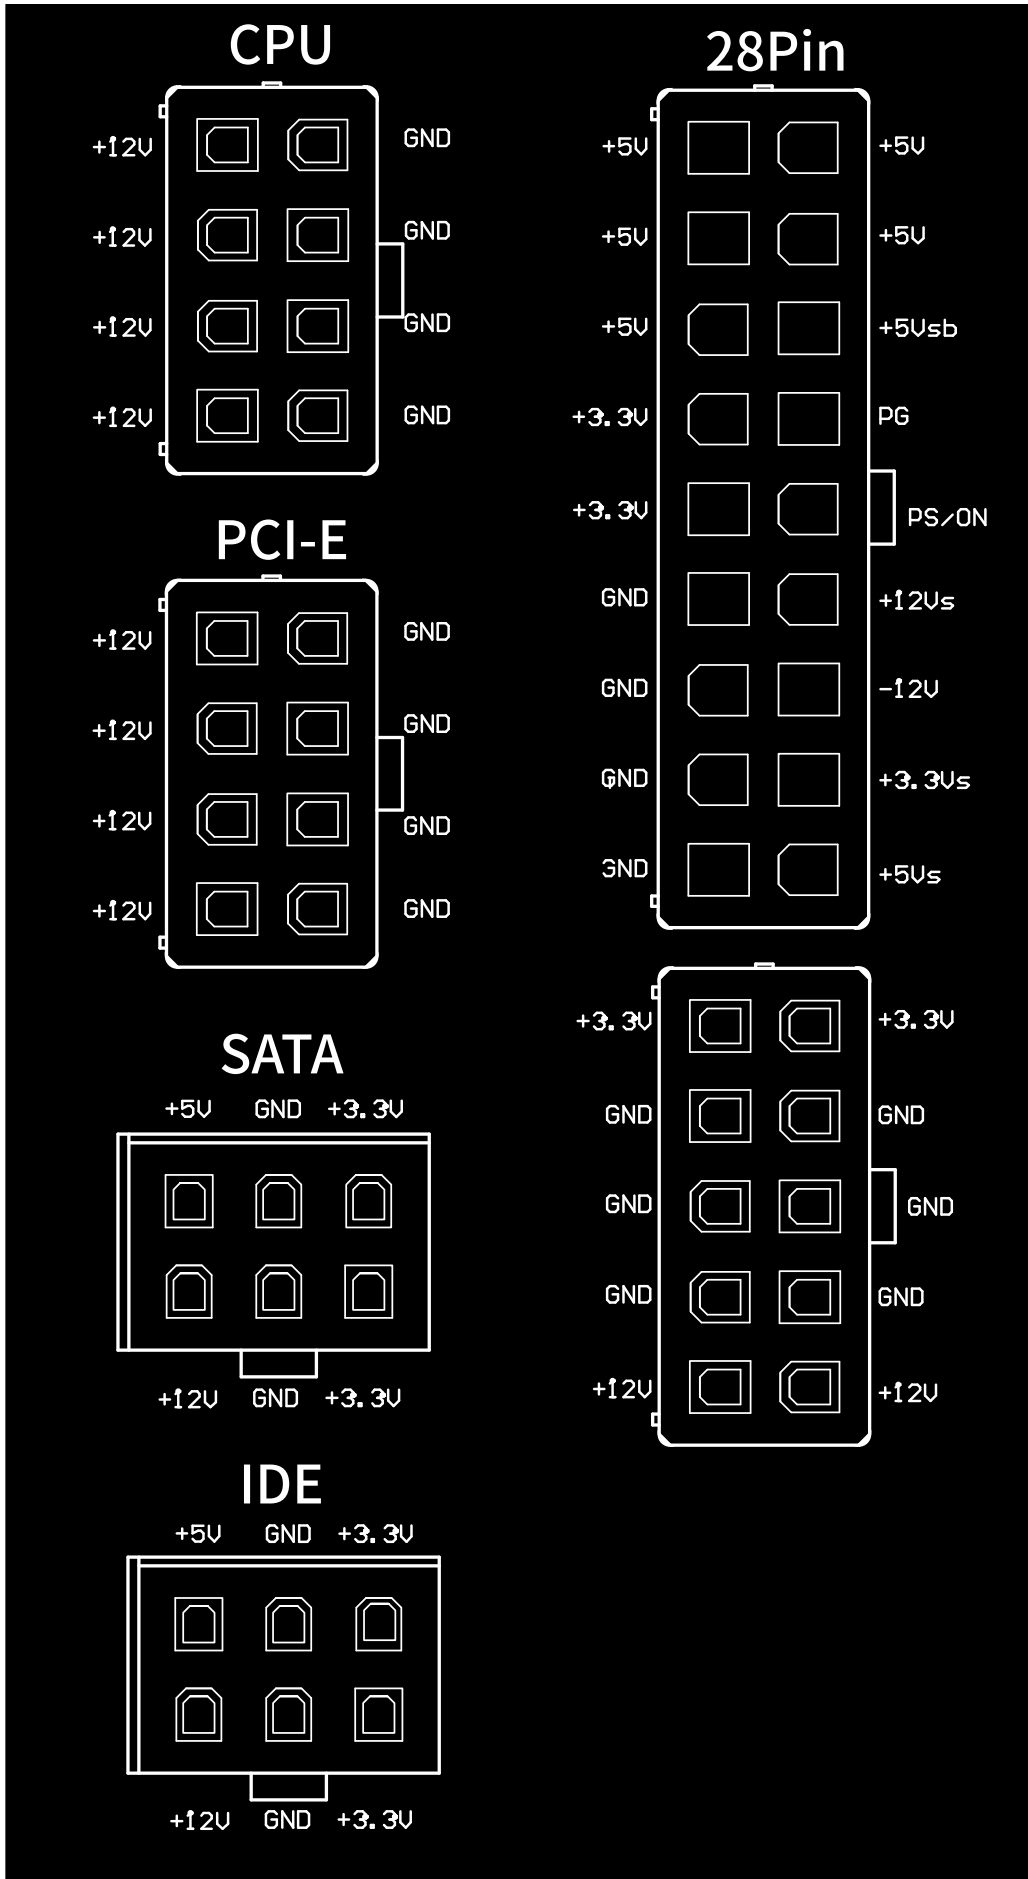 CPU
+12V GND
+12V GND
+12V GND
+12V GND
PCI-E
+12V GND
+12V GND
+12V GND
+12V GND
SATA
+5V GND +3.3V
+12V GND +3.3V
IDE
+5V GND +3.3V
+12V GND +3.3V
28Pin
+5V +5V
+5V +5V
+5V +5Vsb
+3.3V PG
+3.3V PS/ON
GND +12Vs
GND -12V
GND +3.3Vs
GND +5Vs
+3.3V +3.3V
GND GND
GND GND
GND GND
+12V +12V